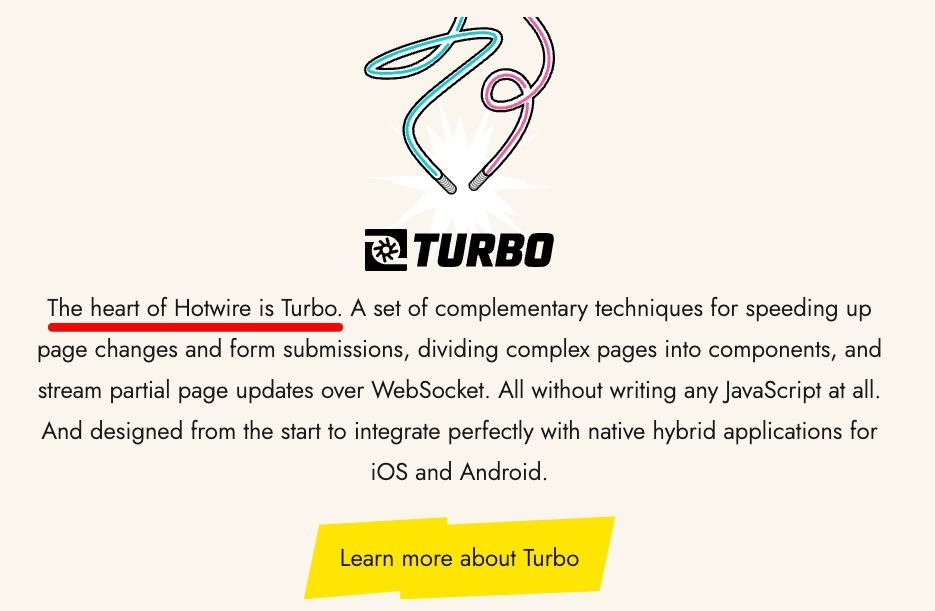 TURBO
The heart of Hotwire is Turbo. A set of complementary techniques for speeding up
page changes and form submissions, dividing complex pages into components, and
stream partial page updates over WebSocket. All without writing any JavaScript at all.
And designed from the start to integrate perfectly with native hybrid applications for
iOS and Android.
Learn more about Turbo